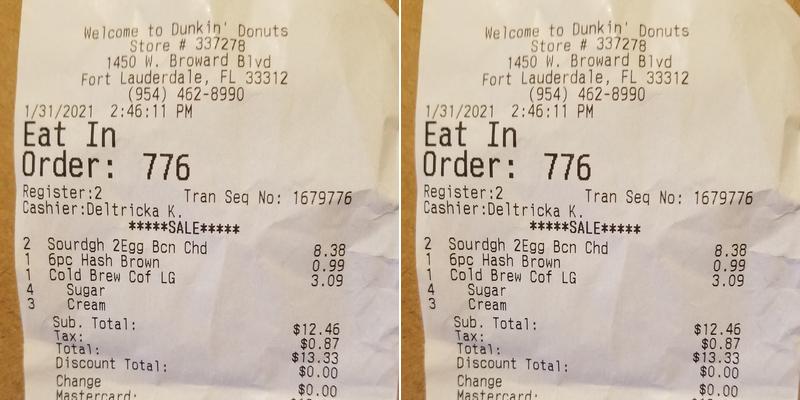 Welcome to Dunkin' Donuts
Store # 337278
1450 W. Broward Blvd
Fort Lauderdale, FL 33312
(954) 462-8990
1/31/2021 2:46:11 PM
Eat In
Order: 776
Register:2 Tran Seq No: 1679776
Cashier:Deltricka K.
*****SALE*****
2 Sourdgh 2Egg Bcn Chd 8.38
1 6pc Hash Brown 0.99
1 Cold Brew Cof LG 3.09
4 Sugar
3 Cream
Sub. Total: $12.46
Tax: $0.87
Total: $13.33
Discount Total: $0.00
Change $0.00
Mastercard:
Welcome to Dunkin' Donuts
Store # 337278
1450 W. Broward Blvd
Fort Lauderdale, FL 33312
(954) 462-8990
1/31/2021 2:46:11 PM
Eat In
Order: 776
Register:2 Tran Seq No: 1679776
Cashier:Deltricka K.
*****SALE*****
2 Sourdgh 2Egg Bcn Chd 8.38
1 6pc Hash Brown 0.99
1 Cold Brew Cof LG 3.09
4 Sugar
3 Cream
Sub. Total: $12.46
Tax: $0.87
Total: $13.33
Discount Total: $0.00
Change $0.00
Mastercard: